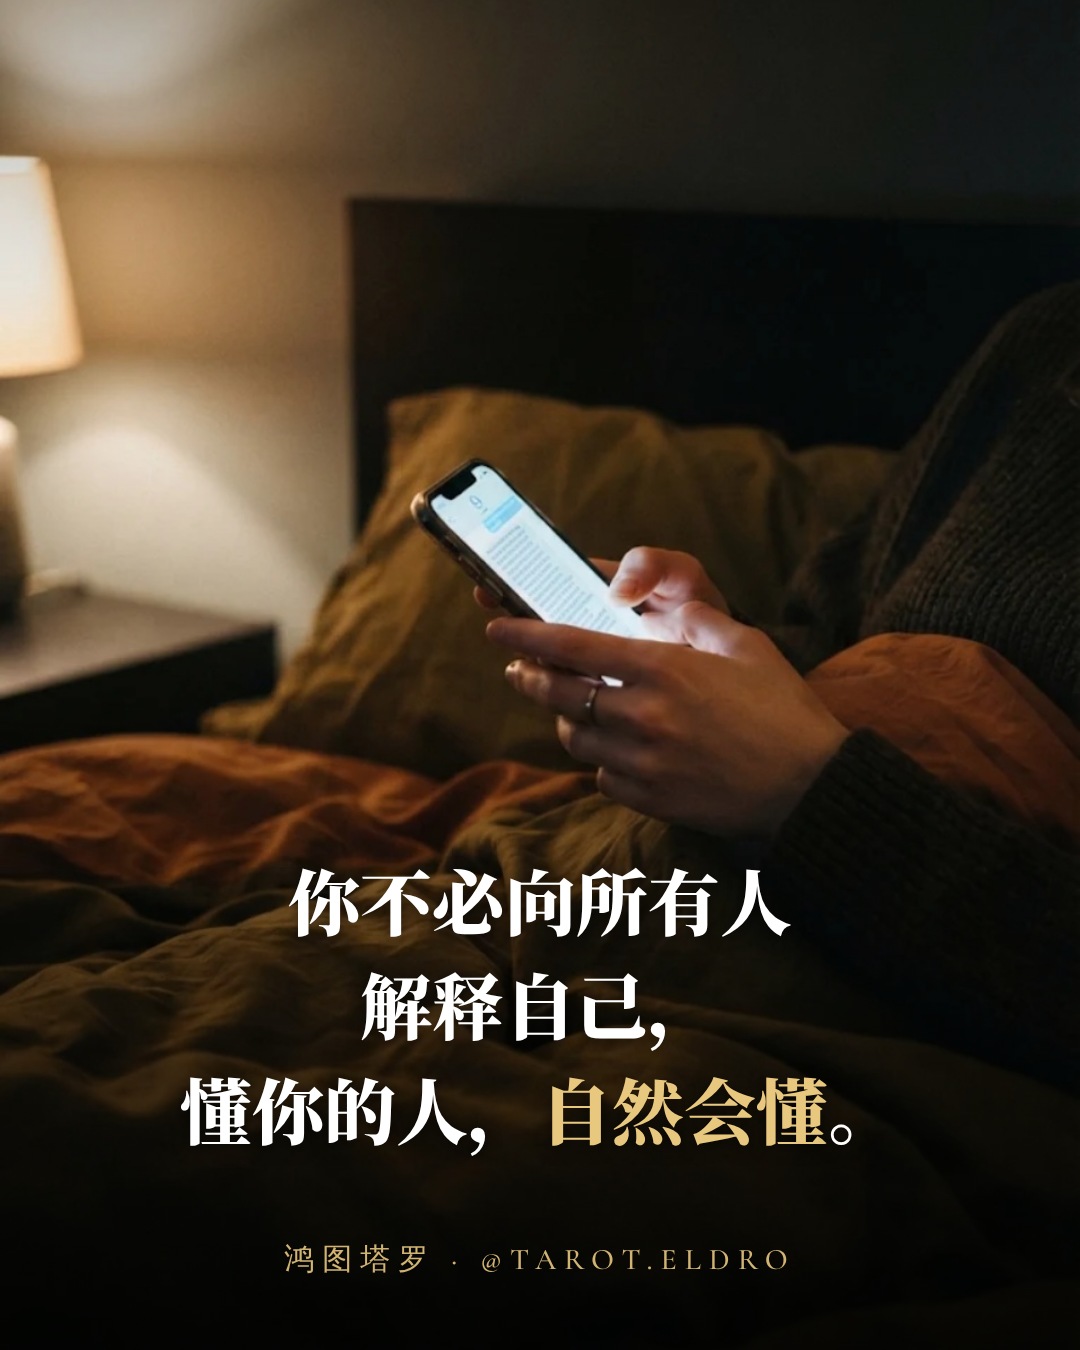 你不必向所有人
解释自己，
懂你的人，自然会懂。
鸿图塔罗 · @TAROT.ELDRO